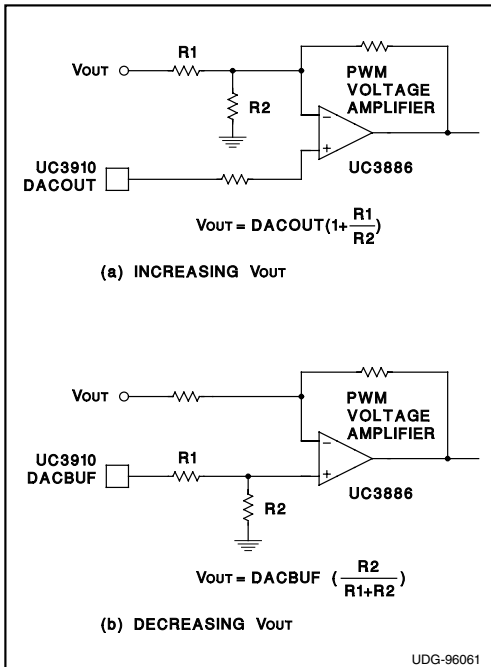 R1
VOUT
PWM
VOLTAGE
AMPLIFIER
R2
−
+
UC3910
DACOUT
UC3886
VOUT = DACOUT(1+R1/R2)
(a) INCREASING VOUT
VOUT
PWM
VOLTAGE
AMPLIFIER
−
UC3910
DACBUF
R1
+
R2
UC3886
VOUT = DACBUF (R2/R1+R2)
(b) DECREASING VOUT
UDG-96061